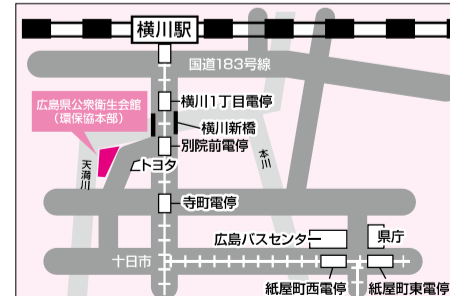 横川駅
国道183号線
広島県公衆衛生会館
（環保協本部）
横川1丁目電停
横川新橋
別院前電停
天満川
トヨタ
本川
寺町電停
広島バスセンター
県庁
十日市
紙屋町西電停
紙屋町東電停